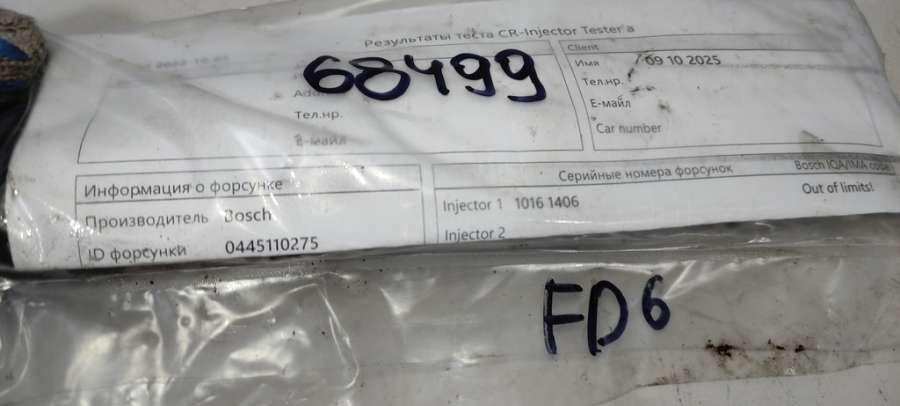 Результаты теста CR-Injector Tester a
68499
Тел.нр.
Е-майл
Client
Имя 09 10 2025
Тел.нр.
Е-майл
Car number
Информация о форсунке
Производитель Bosch
ID форсунки 0445110275
Серийные номера форсунок Bosch IQA/IMA code
Injector 1 1016 1406 Out of limits!
Injector 2
FD6